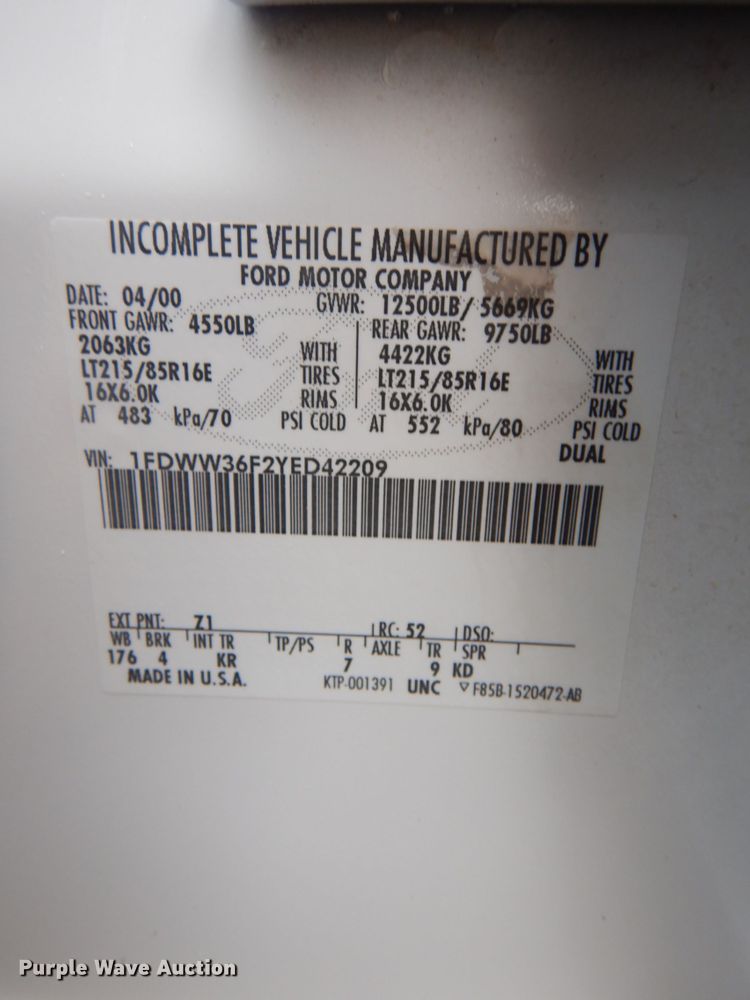 INCOMPLETE VEHICLE MANUFACTURED BY
FORD MOTOR COMPANY
DATE: 04/00 GVWR: 12500LB/ 5669KG
FRONT GAWR: 4550LB REAR GAWR: 9750LB
2063KG WITH 4422KG WITH
LT215/85R16E TIRES LT215/85R16E TIRES
16X6.0K RIMS 16X6.0K RIMS
AT 483 kPa/70 PSI COLD AT 552 kPa/80 PSI COLD
DUAL
VIN: 1FDWW36F2YED42209
EXT PNT: Z1 RC: 52 DSO:
WB BRK INT TR TP/PS R AXLE TR SPR
176 4 KR 7 9 KD
MADE IN U.S.A. KTP-001391 UNC ▽ F85B-1520472-AB
Purple Wave Auction